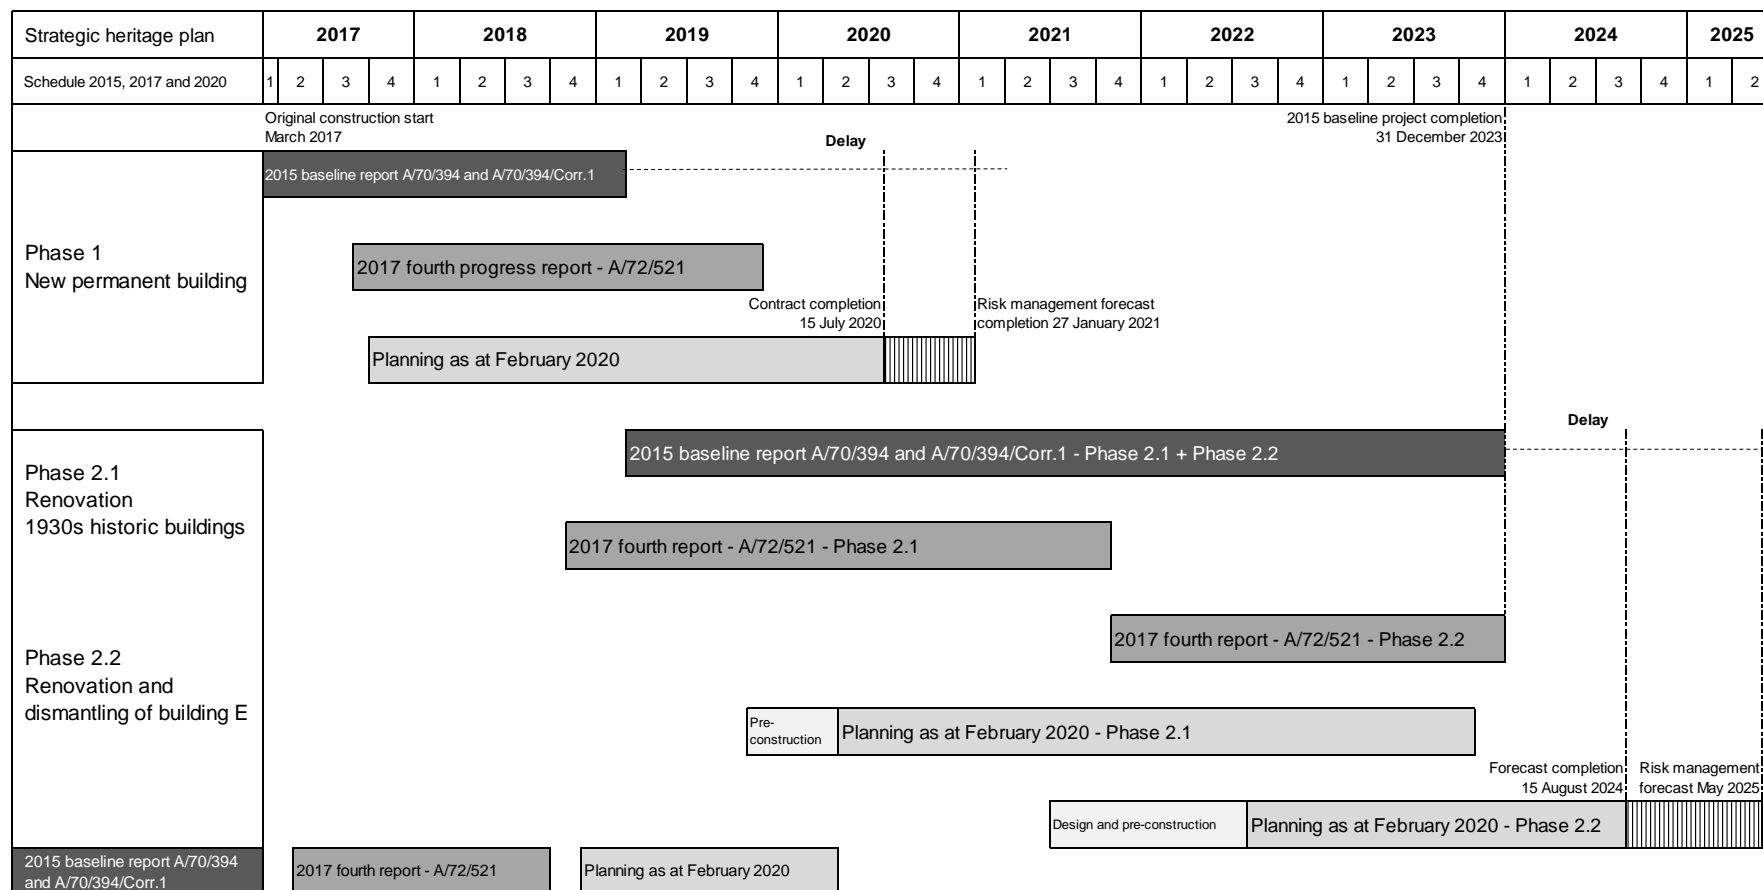 Strategic heritage plan 2017 2018 2019 2020 2021 2022 2023 2024 2025
Schedule 2015, 2017 and 2020 1 2 3 4 1 2 3 4 1 2 3 4 1 2 3 4 1 2 3 4 1 2 3 4 1 2 3 4 1 2 3 4 1 2
Original construction start
March 2017
2015 baseline project completion
31 December 2023
Delay
2015 baseline report A/70/394 and A/70/394/Corr.1
Phase 1
New permanent building
2017 fourth progress report - A/72/521
Contract completion
15 July 2020
Risk management forecast
completion 27 January 2021
Planning as at February 2020
Delay
2015 baseline report A/70/394 and A/70/394/Corr.1 - Phase 2.1 + Phase 2.2
Phase 2.1
Renovation
1930s historic buildings
2017 fourth report - A/72/521 - Phase 2.1
2017 fourth report - A/72/521 - Phase 2.2
Phase 2.2
Renovation and
dismantling of building E
Pre-
construction
Planning as at February 2020 - Phase 2.1
Forecast completion
15 August 2024
Risk management
forecast May 2025
Design and pre-construction
Planning as at February 2020 - Phase 2.2
2015 baseline report A/70/394
and A/70/394/Corr.1
2017 fourth report - A/72/521
Planning as at February 2020